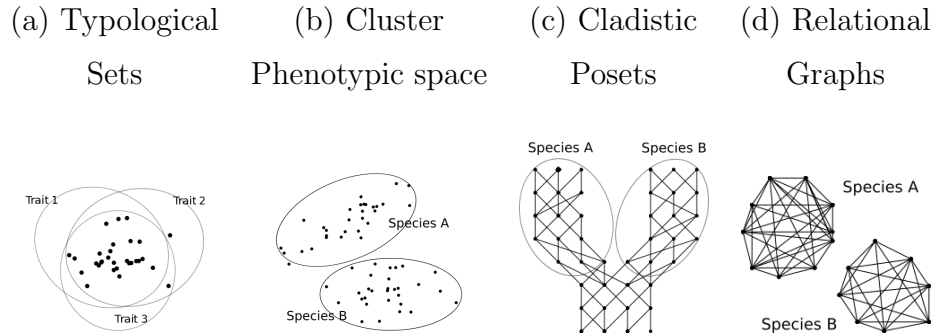 (a) Typological
Sets
(b) Cluster
Phenotypic space
(c) Cladistic
Posets
(d) Relational
Graphs
Trait 1
Trait 2
Trait 3
Species A
Species B
Species A
Species B
Species A
Species B